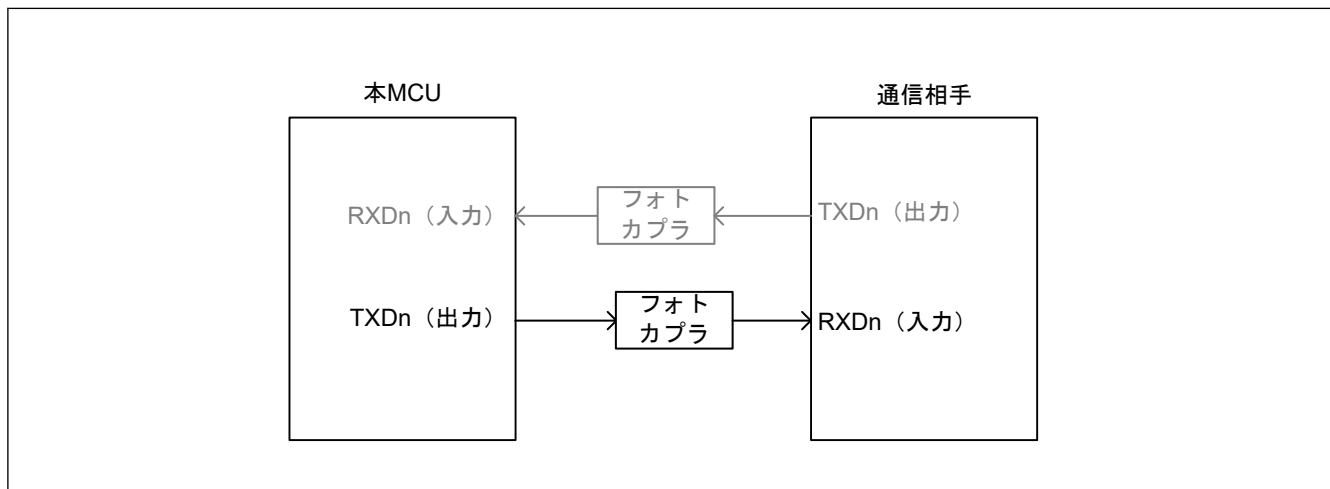 本MCU
通信相手
RXDn（入力）
フォト
カプラ
TXDn（出力）
TXDn（出力）
フォト
カプラ
RXDn（入力）